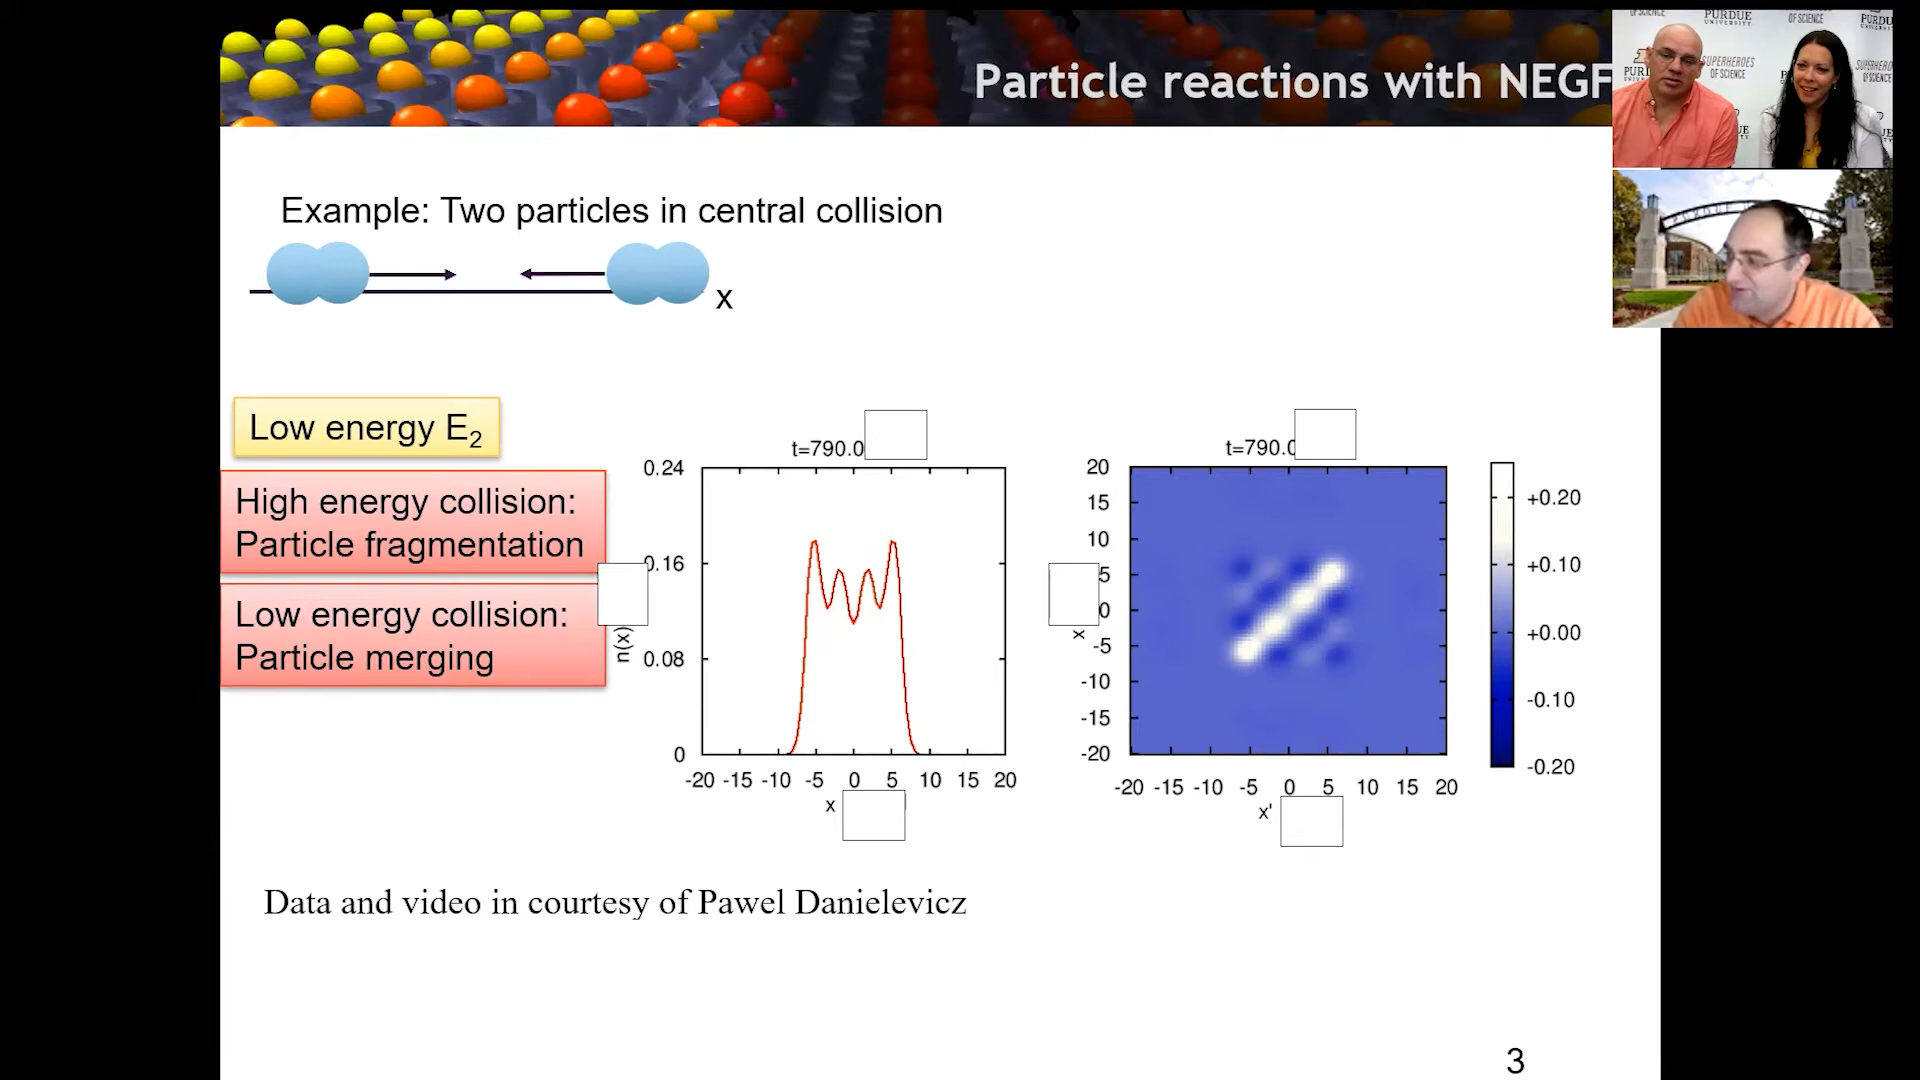 Particle reactions with NEGF
OF SCIENCE
PURDUE
UNIVERSITY
OF SCIENCE
PURDU
SUPERHEROES
OF SCIENCE
Example: Two particles in central collision
x
Low energy E₂
High energy collision:
Particle fragmentation
Low energy collision:
Particle merging
t=790.0
0.24
0.16
0.08
0
n(x)
-20 -15 -10 -5 0 5 10 15 20
x
t=790.0
20
15
10
5
0
-5
-10
-15
-20
x
-20 -15 -10 -5 0 5 10 15 20
x'
+0.20
+0.10
+0.00
-0.10
-0.20
Data and video in courtesy of Pawel Danielevicz
3